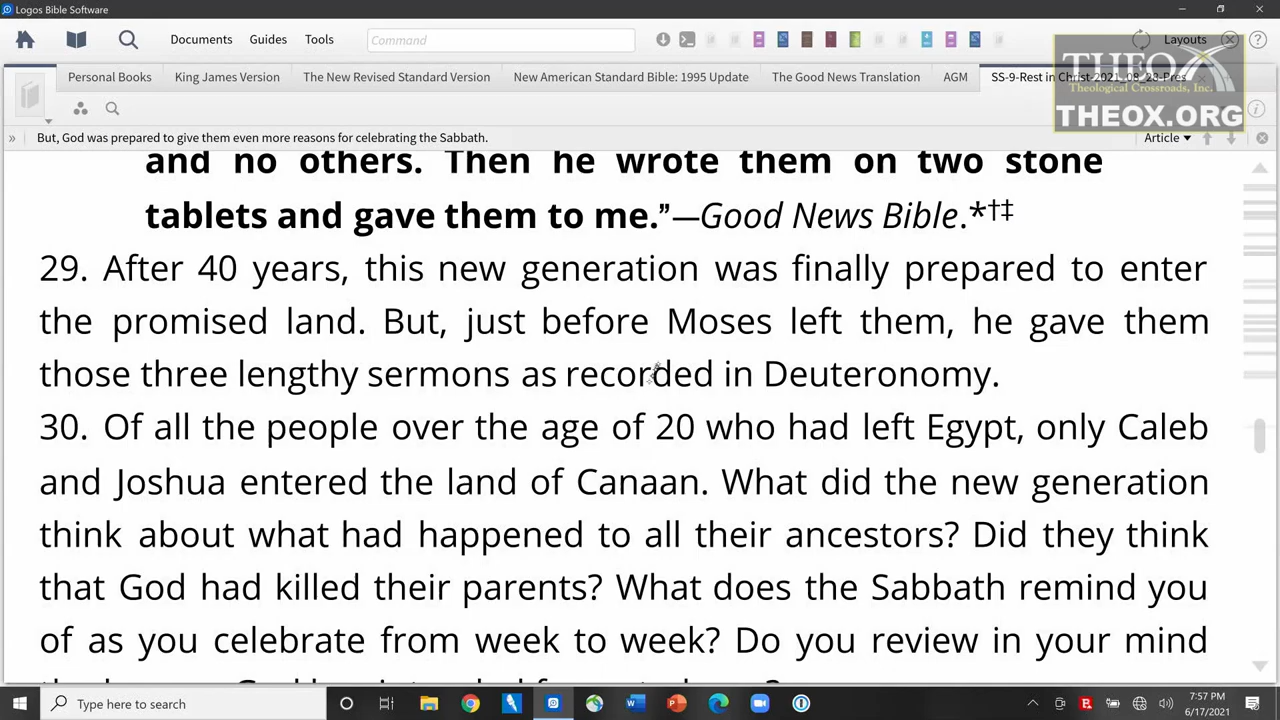 Logos Bible Software
Documents Guides Tools Command Layouts
Personal Books King James Version The New Revised Standard Version New American Standard Bible: 1995 Update The Good News Translation AGM SS-9-Rest in Christ-2021_08_28-Pres
THEOX
Theological Crossroads, Inc.
THEOX.ORG
» But, God was prepared to give them even more reasons for celebrating the Sabbath. Article
and no others. Then he wrote them on two stone
tablets and gave them to me.”—Good News Bible.*†‡
29. After 40 years, this new generation was finally prepared to enter
the promised land. But, just before Moses left them, he gave them
those three lengthy sermons as recorded in Deuteronomy.
30. Of all the people over the age of 20 who had left Egypt, only Caleb
and Joshua entered the land of Canaan. What did the new generation
think about what had happened to all their ancestors? Did they think
that God had killed their parents? What does the Sabbath remind you
of as you celebrate from week to week? Do you review in your mind
Type here to search
7:57 PM
6/17/2021